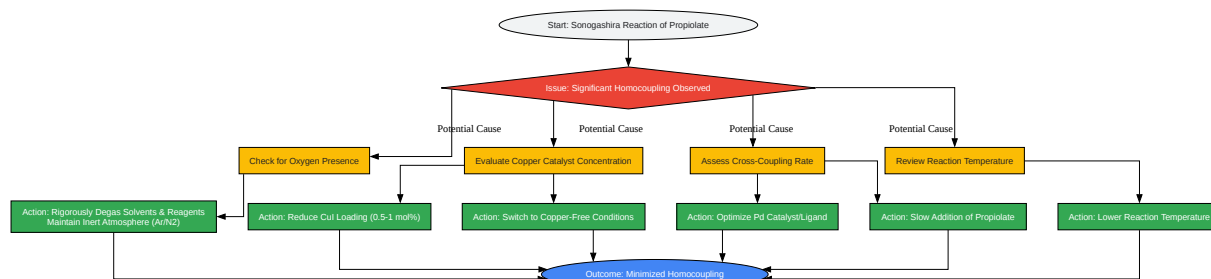 Start: Sonogashira Reaction of Propiolate
Issue: Significant Homocoupling Observed
Potential Cause
Potential Cause
Potential Cause
Potential Cause
Check for Oxygen Presence
Evaluate Copper Catalyst Concentration
Assess Cross-Coupling Rate
Review Reaction Temperature
Action: Rigorously Degas Solvents & Reagents
Maintain Inert Atmosphere (Ar/N2)
Action: Reduce CuI Loading (0.5-1 mol%)
Action: Switch to Copper-Free Conditions
Action: Optimize Pd Catalyst/Ligand
Action: Slow Addition of Propiolate
Action: Lower Reaction Temperature
Outcome: Minimized Homocoupling